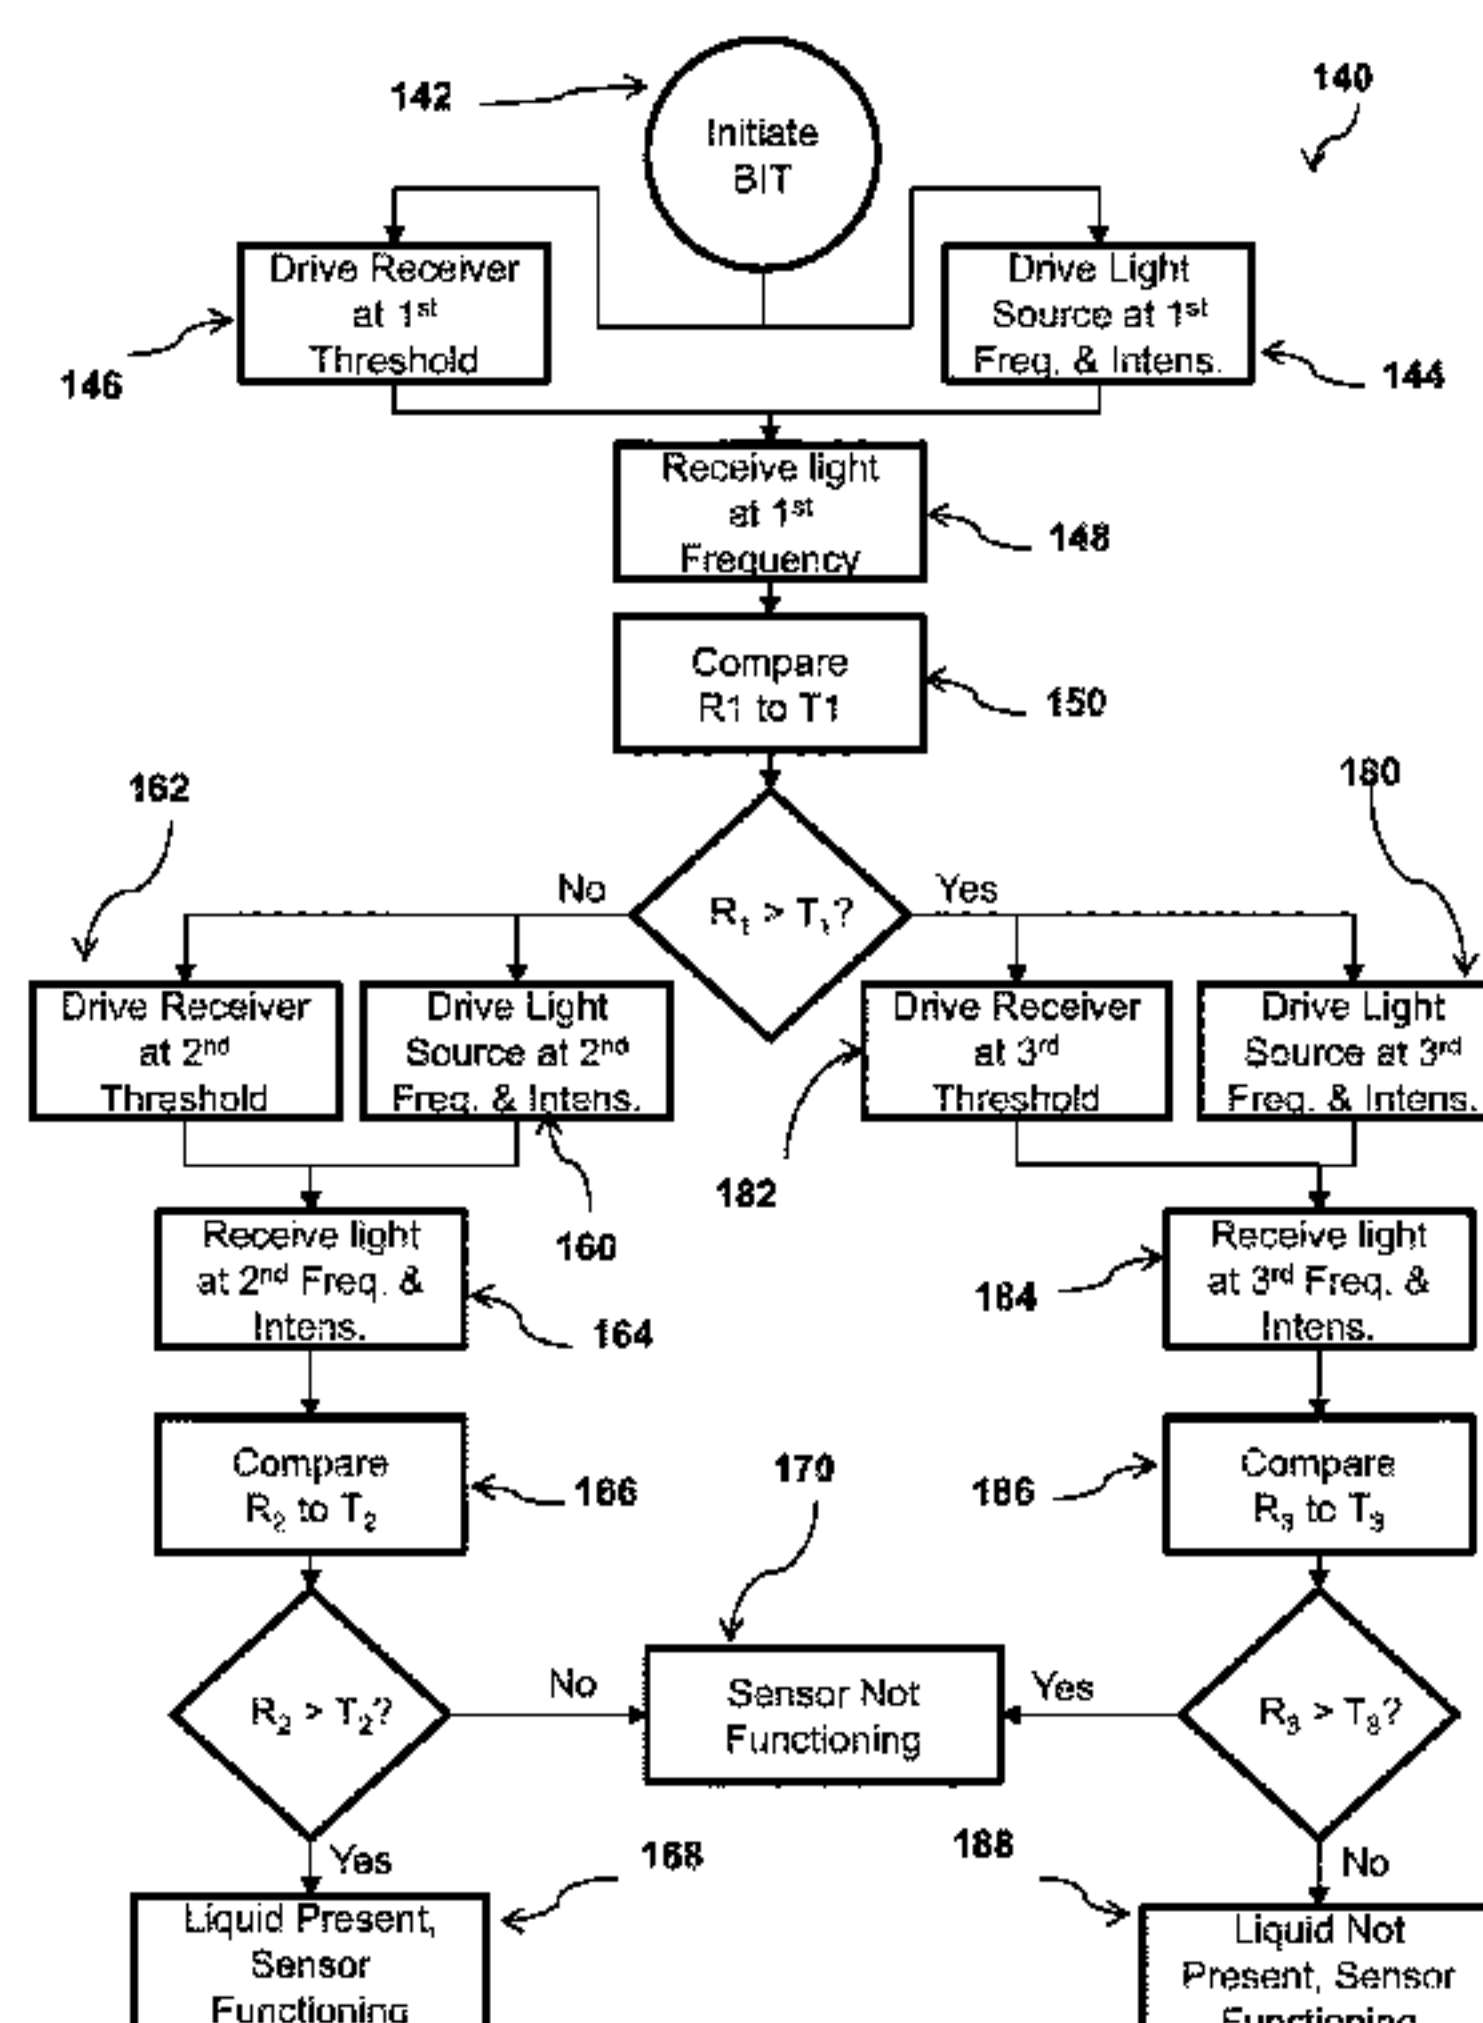 142
140
Initiate
BIT
Drive Receiver
at 1st
Threshold
Drive Light
Source at 1st
Freq. & Intens.
146
144
Receive light
at 1st
Frequency
148
Compare
R1 to T1
150
162
180
No
Yes
R1 > T1?
Drive Receiver
at 2nd
Threshold
Drive Light
Source at 2nd
Freq. & Intens.
Drive Receiver
at 3rd
Threshold
Drive Light
Source at 3rd
Freq. & Intens.
182
160
Receive light
at 2nd Freq. &
Intens.
164
184
Receive light
at 3rd Freq. &
Intens.
Compare
R2 to T2
166
170
186
Compare
R3 to T3
R2 > T2?
No
Sensor Not
Functioning
Yes
R3 > T3?
Yes
168
188
No
Liquid Present,
Sensor
Functioning
Liquid Not
Present, Sensor
Functioning